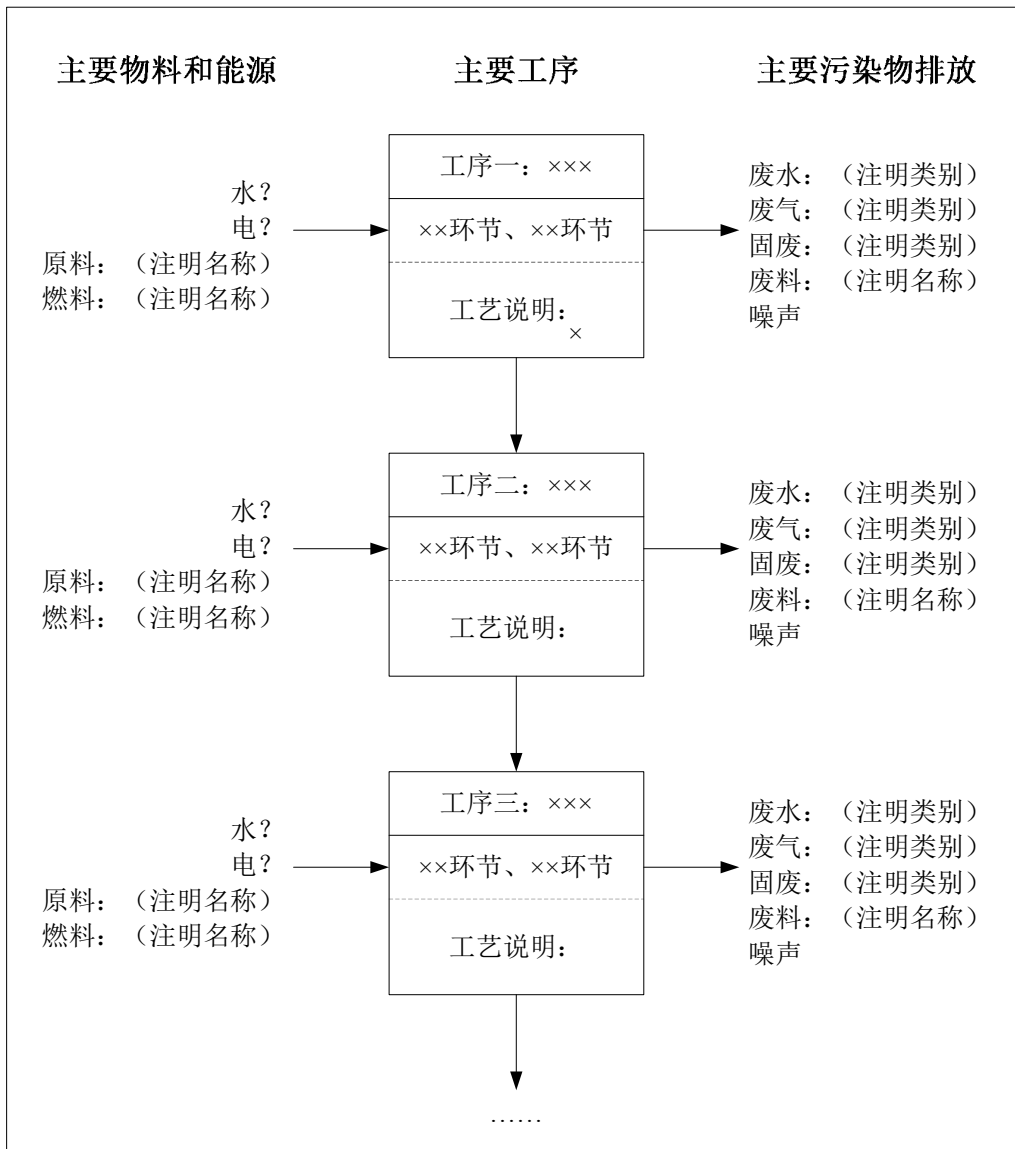 主要物料和能源
主要工序
主要污染物排放
水？
电？
原料：（注明名称）
燃料：（注明名称）
工序一：×××
××环节、××环节
工艺说明：
×
废水：（注明类别）
废气：（注明类别）
固废：（注明类别）
废料：（注明名称）
噪声
水？
电？
原料：（注明名称）
燃料：（注明名称）
工序二：×××
××环节、××环节
工艺说明：
废水：（注明类别）
废气：（注明类别）
固废：（注明类别）
废料：（注明名称）
噪声
水？
电？
原料：（注明名称）
燃料：（注明名称）
工序三：×××
××环节、××环节
工艺说明：
废水：（注明类别）
废气：（注明类别）
固废：（注明类别）
废料：（注明名称）
噪声
……